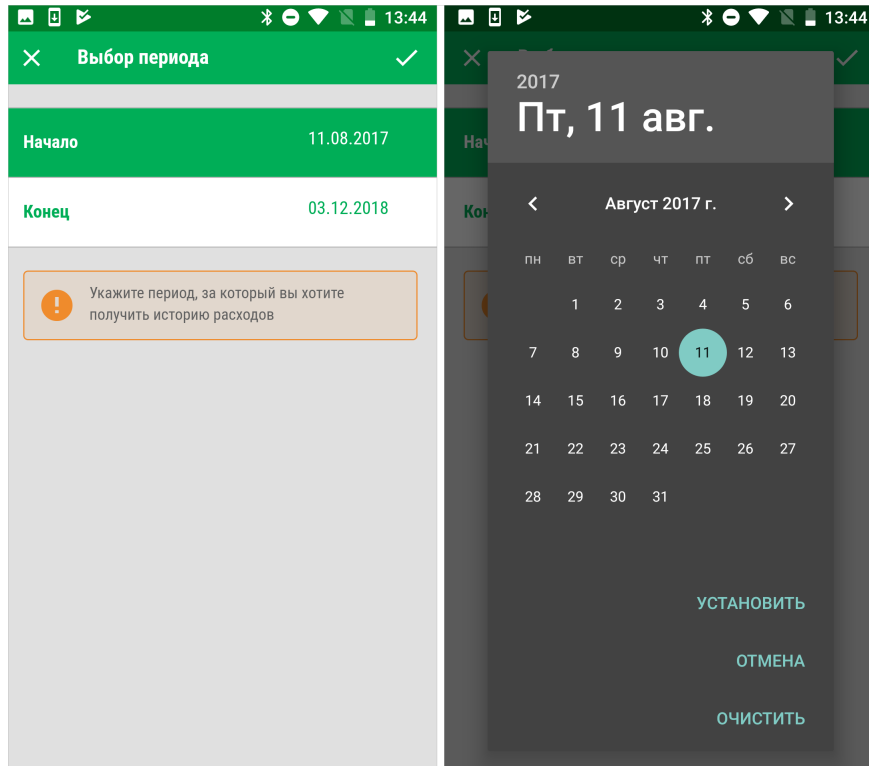 13:44
Выбор периода
Начало 11.08.2017
Конец 03.12.2018
Укажите период, за который вы хотите
получить историю расходов
13:44
2017
Пт, 11 авг.
Август 2017 г.
пн вт ср чт пт сб вс
1 2 3 4 5 6
7 8 9 10 11 12 13
14 15 16 17 18 19 20
21 22 23 24 25 26 27
28 29 30 31
УСТАНОВИТЬ
ОТМЕНА
ОЧИСТИТЬ